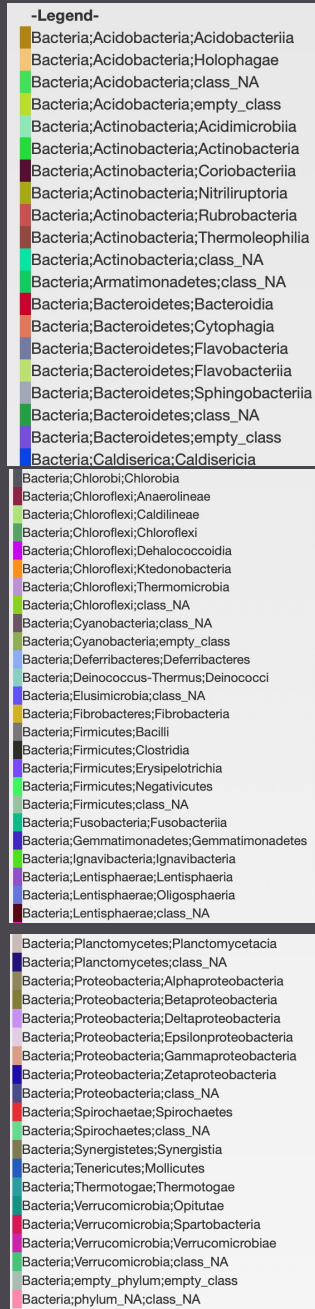 -Legend-
Bacteria;Acidobacteria;Acidobacteriia
Bacteria;Acidobacteria;Holophagae
Bacteria;Acidobacteria;class_NA
Bacteria;Acidobacteria;empty_class
Bacteria;Actinobacteria;Acidimicrobiia
Bacteria;Actinobacteria;Actinobacteria
Bacteria;Actinobacteria;Coriobacteriia
Bacteria;Actinobacteria;Nitriliruptoria
Bacteria;Actinobacteria;Rubrobacteria
Bacteria;Actinobacteria;Thermoleophilia
Bacteria;Actinobacteria;class_NA
Bacteria;Armatimonadetes;class_NA
Bacteria;Bacteroidetes;Bacteroidia
Bacteria;Bacteroidetes;Cytophagia
Bacteria;Bacteroidetes;Flavobacteria
Bacteria;Bacteroidetes;Flavobacteriia
Bacteria;Bacteroidetes;Sphingobacteriia
Bacteria;Bacteroidetes;class_NA
Bacteria;Bacteroidetes;empty_class
Bacteria;Caldiserica;Caldisericia
Bacteria;Chlorobi;Chlorobia
Bacteria;Chloroflexi;Anaerolineae
Bacteria;Chloroflexi;Caldilineae
Bacteria;Chloroflexi;Chloroflexi
Bacteria;Chloroflexi;Dehalococcoidia
Bacteria;Chloroflexi;Ktedonobacteria
Bacteria;Chloroflexi;Thermomicrobia
Bacteria;Chloroflexi;class_NA
Bacteria;Cyanobacteria;class_NA
Bacteria;Cyanobacteria;empty_class
Bacteria;Deferribacteres;Deferribacteres
Bacteria;Deinococcus-Thermus;Deinococci
Bacteria;Elusimicrobia;class_NA
Bacteria;Fibrobacteres;Fibrobacteria
Bacteria;Firmicutes;Bacilli
Bacteria;Firmicutes;Clostridia
Bacteria;Firmicutes;Erysipelotrichia
Bacteria;Firmicutes;Negativicutes
Bacteria;Firmicutes;class_NA
Bacteria;Fusobacteria;Fusobacteriia
Bacteria;Gemmatimonadetes;Gemmatimonadetes
Bacteria;Ignavibacteria;Ignavibacteria
Bacteria;Lentisphaerae;Lentisphaeria
Bacteria;Lentisphaerae;Oligosphaeria
Bacteria;Lentisphaerae;class_NA
Bacteria;Planctomycetes;Planctomycetacia
Bacteria;Planctomycetes;class_NA
Bacteria;Proteobacteria;Alphaproteobacteria
Bacteria;Proteobacteria;Betaproteobacteria
Bacteria;Proteobacteria;Deltaproteobacteria
Bacteria;Proteobacteria;Epsilonproteobacteria
Bacteria;Proteobacteria;Gammaproteobacteria
Bacteria;Proteobacteria;Zetaproteobacteria
Bacteria;Proteobacteria;class_NA
Bacteria;Spirochaetae;Spirochaetes
Bacteria;Spirochaetes;class_NA
Bacteria;Synergistetes;Synergistia
Bacteria;Tenericutes;Mollicutes
Bacteria;Thermotogae;Thermotogae
Bacteria;Verrucomicrobia;Opitutae
Bacteria;Verrucomicrobia;Spartobacteria
Bacteria;Verrucomicrobia;Verrucomicrobiae
Bacteria;Verrucomicrobia;class_NA
Bacteria;empty_phylum;empty_class
Bacteria;phylum_NA;class_NA